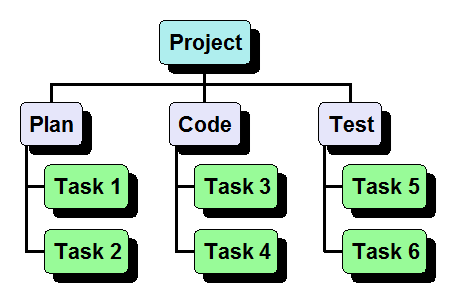 Project
Plan
Code
Test
Task 1
Task 3
Task 5
Task 2
Task 4
Task 6